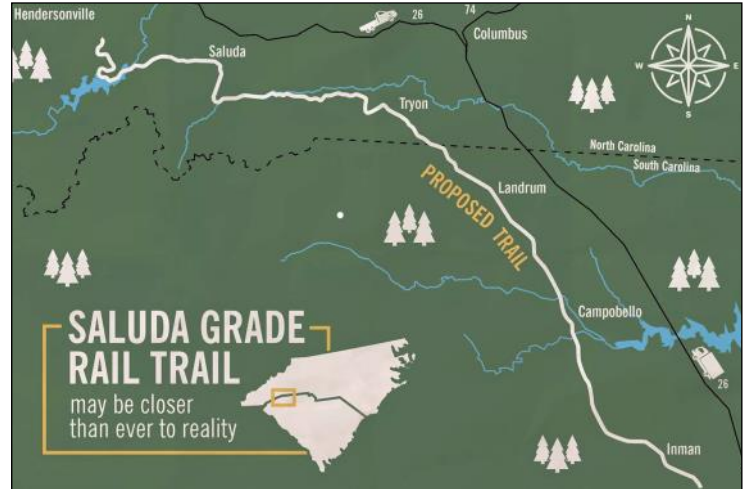 Hendersonville
26
74
Columbus
Saluda
N
W
E
S
Tryon
North Carolina
South Carolina
Landrum
PROPOSED TRAIL
Campobello
26
Inman
SALUDA GRADE
RAIL TRAIL
may be closer
than ever to reality